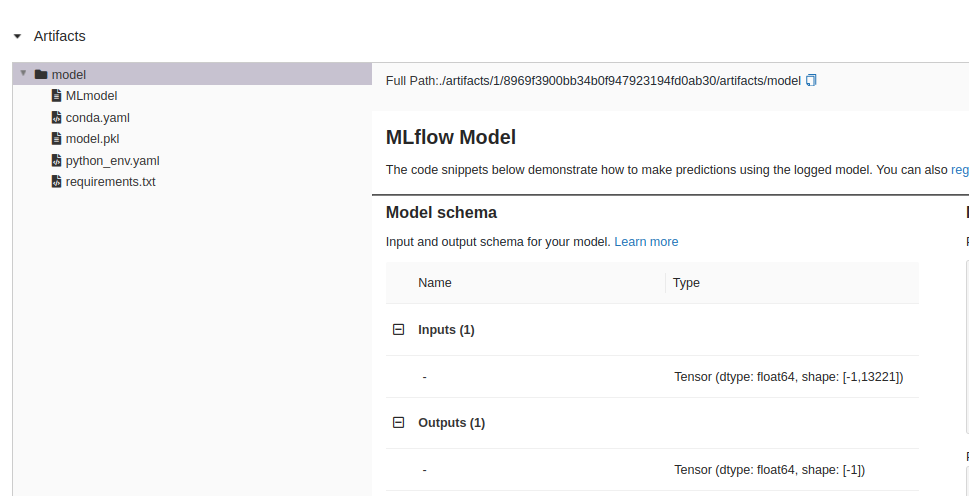 Artifacts
model
MLmodel
conda.yaml
model.pkl
python_env.yaml
requirements.txt
Full Path:./artifacts/1/8969f3900bb34b0f947923194fd0ab30/artifacts/model
MLflow Model
The code snippets below demonstrate how to make predictions using the logged model. You can also reg
Model schema
Input and output schema for your model. Learn more
Name Type
Inputs (1)
- Tensor (dtype: float64, shape: [-1,13221])
Outputs (1)
- Tensor (dtype: float64, shape: [-1])